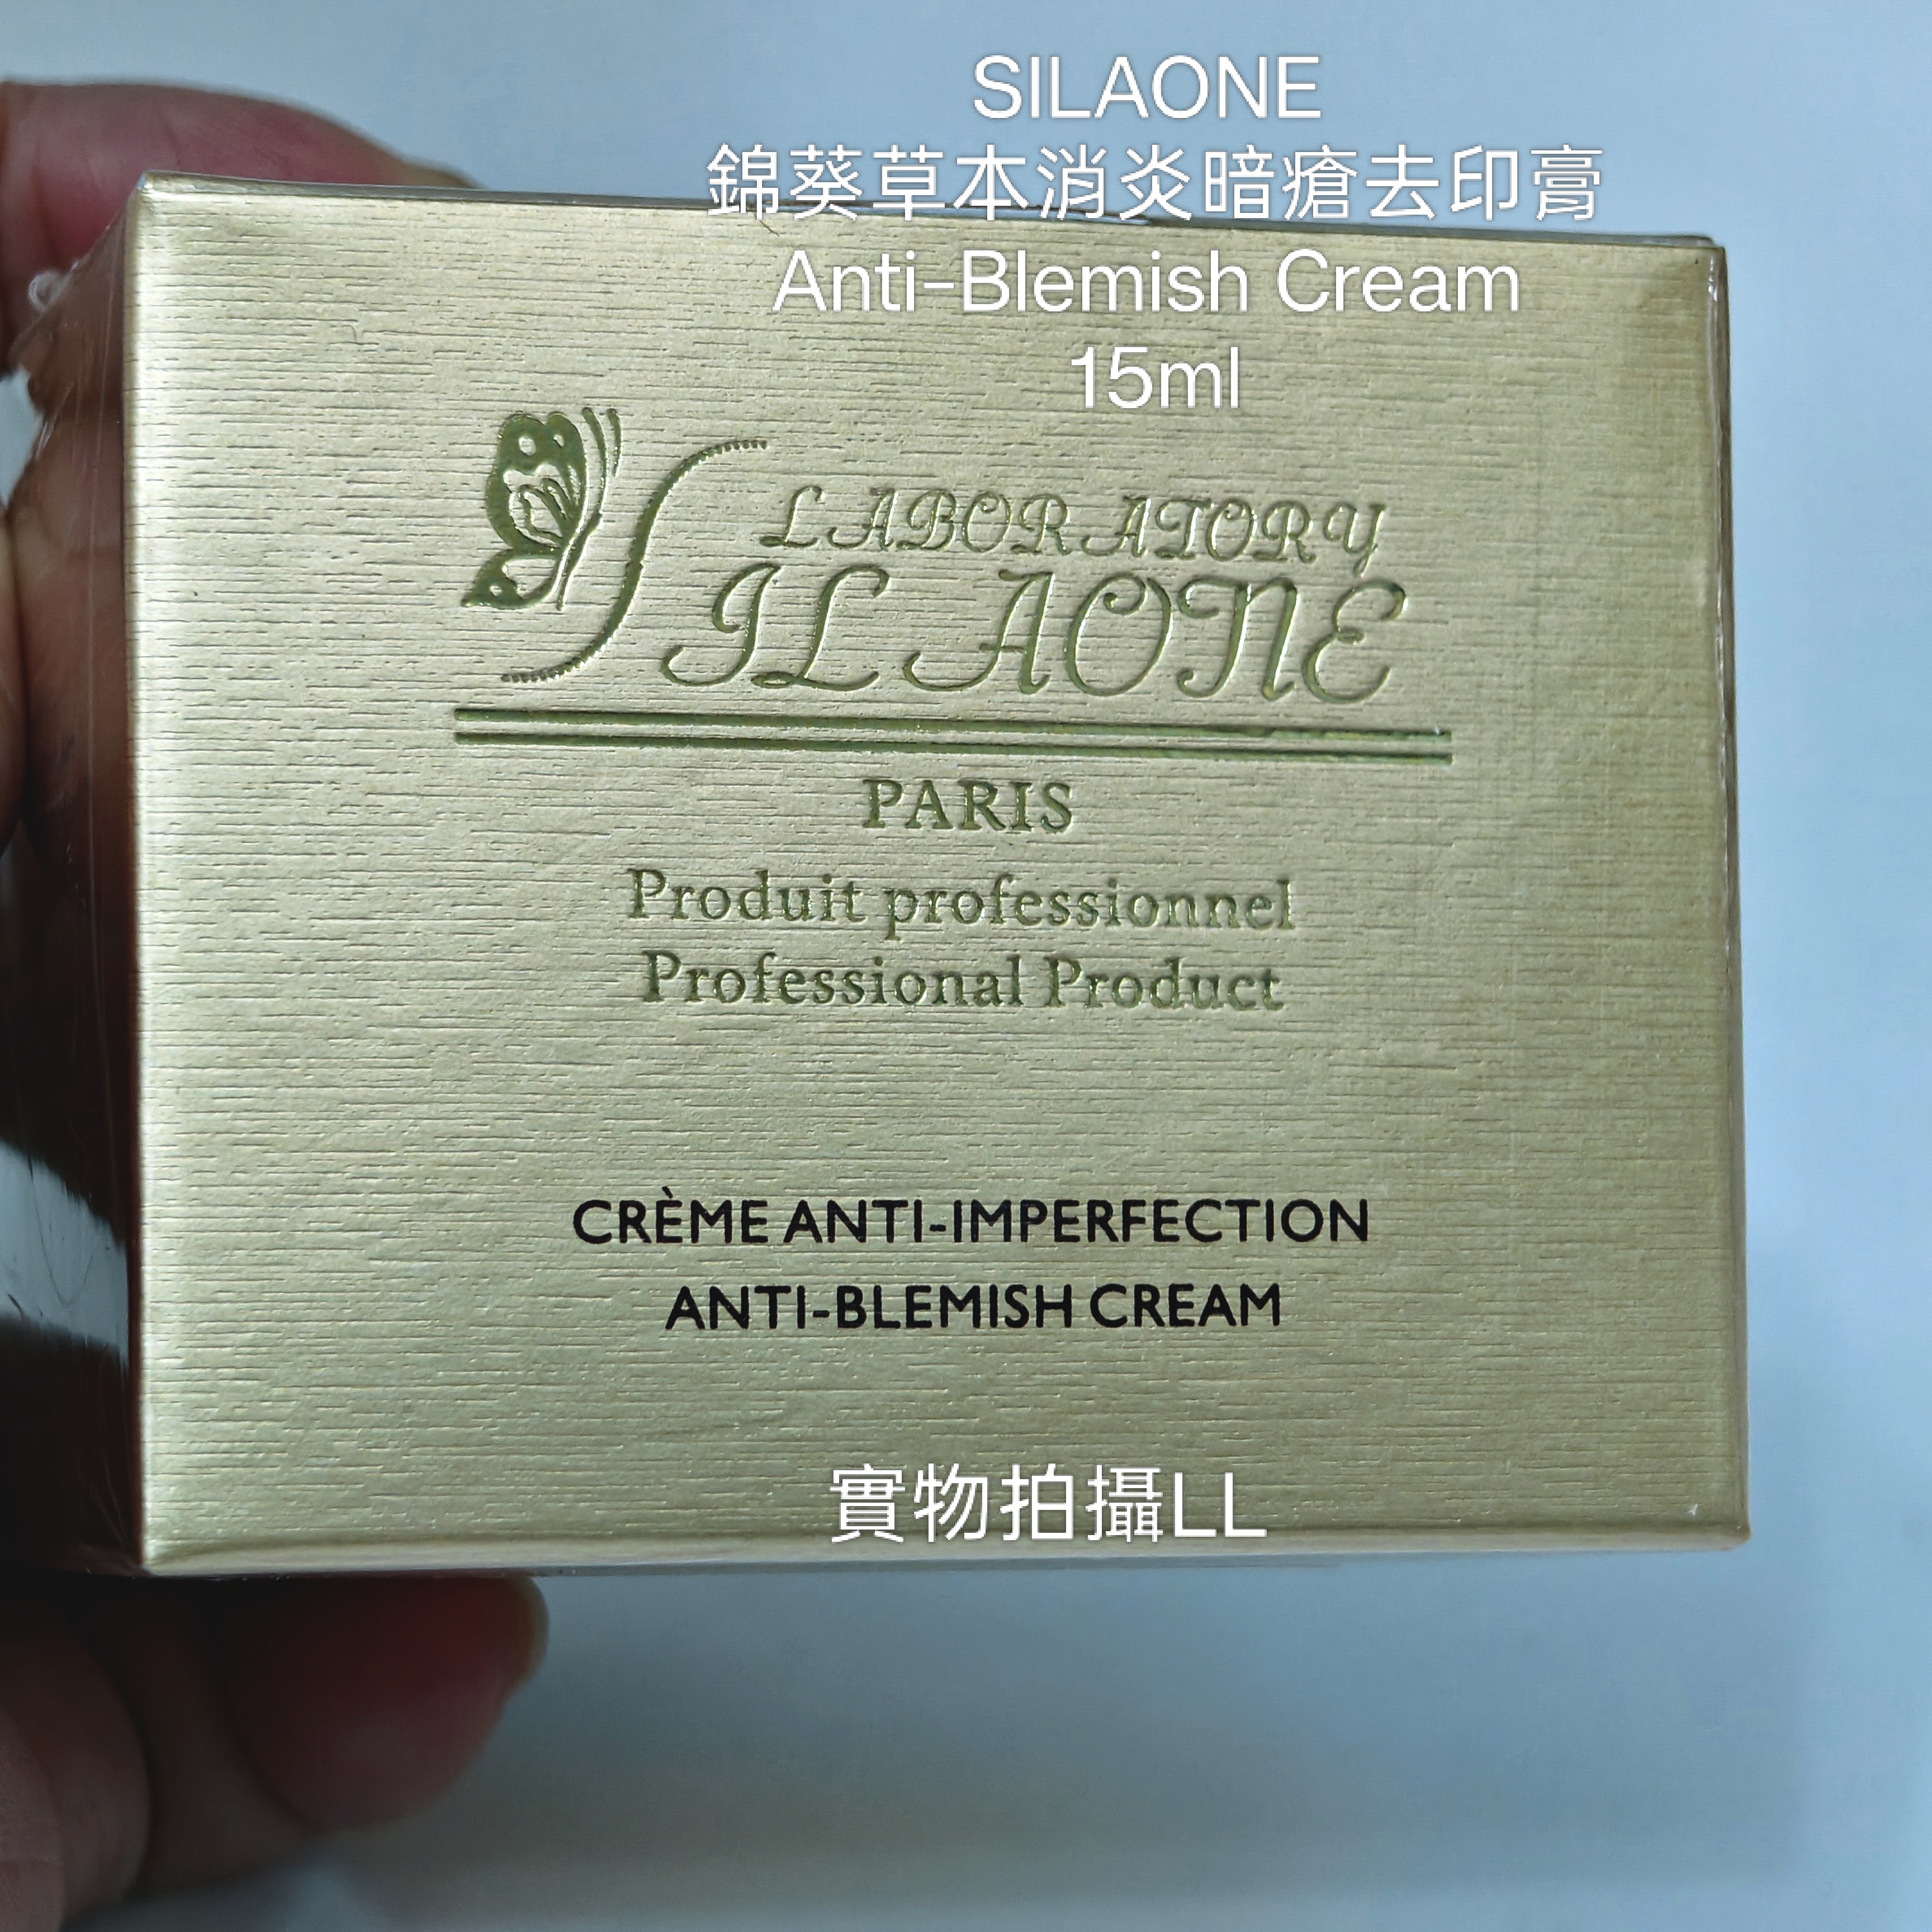 SILAONE
錦葵草本消炎暗瘡去印膏
Anti-Blemish Cream
15ml
LABORATORY
SILAONE
PARIS
Produit professionnel
Professional Product
CRÈME ANTI-IMPERFECTION
ANTI-BLEMISH CREAM
實物拍攝LL